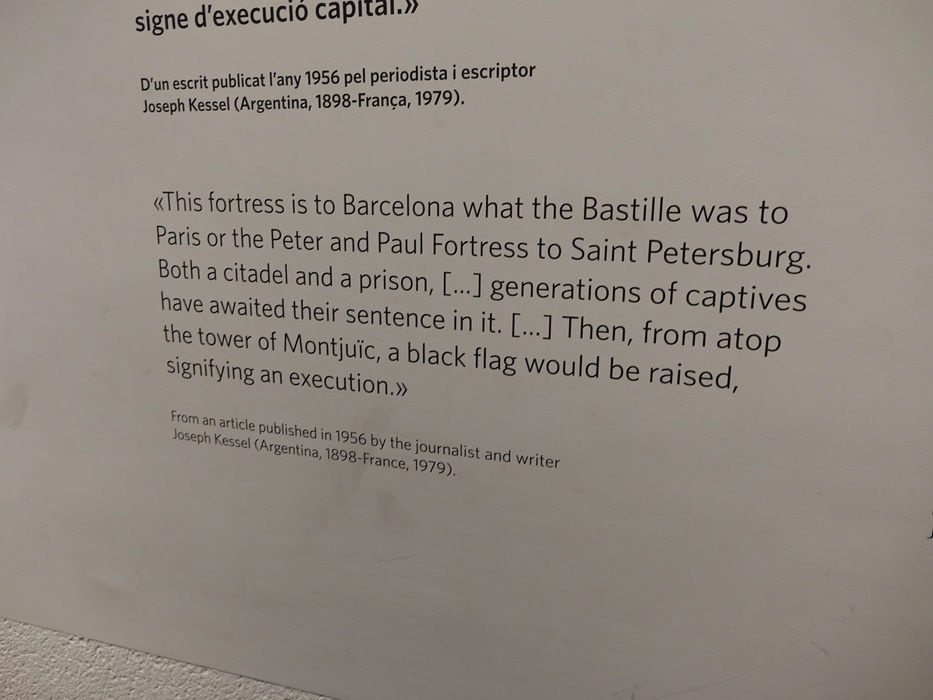 signe d'execució capital.»
D'un escrit publicat l'any 1956 pel periodista i escriptor
Joseph Kessel (Argentina, 1898-França, 1979).
«This fortress is to Barcelona what the Bastille was to
Paris or the Peter and Paul Fortress to Saint Petersburg.
Both a citadel and a prison, [...] generations of captives
have awaited their sentence in it. [...] Then, from atop
the tower of Montjuïc, a black flag would be raised,
signifying an execution.»
From an article published in 1956 by the journalist and writer
Joseph Kessel (Argentina, 1898-France, 1979).